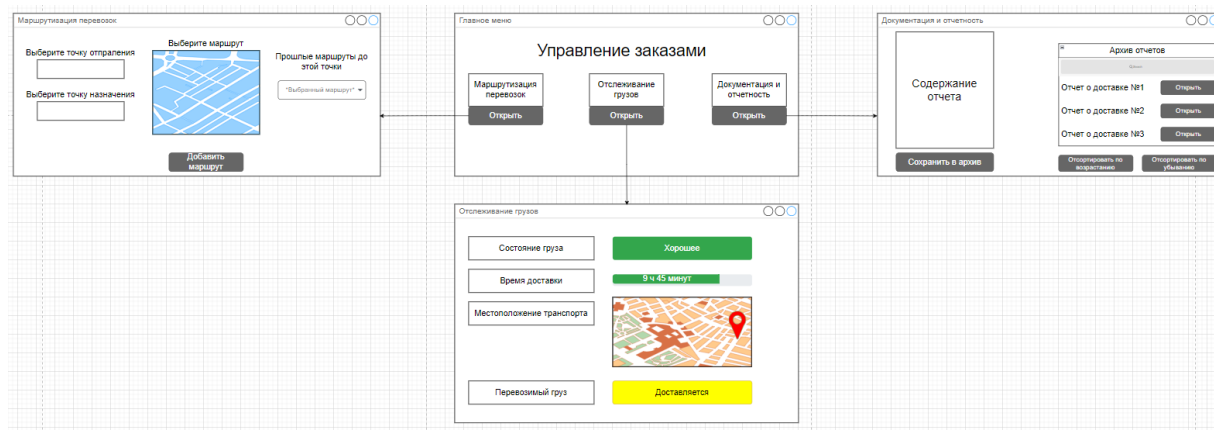 Маршрутизация перевозок
Выберите точку отпраления
Выберите точку назначения
Выберите маршрут
Прошлые маршруты до
этой точки
"Выбранный маршрут"
Добавить
маршрут
Главное меню
Управление заказами
Маршрутизация
перевозок
Открыть
Отслеживание
грузов
Открыть
Документация и
отчетность
Открыть
Документация и отчетность
Содержание
отчета
Сохранить в архив
Архив отчетов
Отчет о доставке №1
Открыть
Отчет о доставке №2
Открыть
Отчет о доставке №3
Открыть
Отсортировать по
возрастанию
Отсортировать по
убыванию
Отслеживание грузов
Состояние груза
Хорошее
Время доставки
9 ч 45 минут
Местоположение транспорта
Перевозимый груз
Доставляется